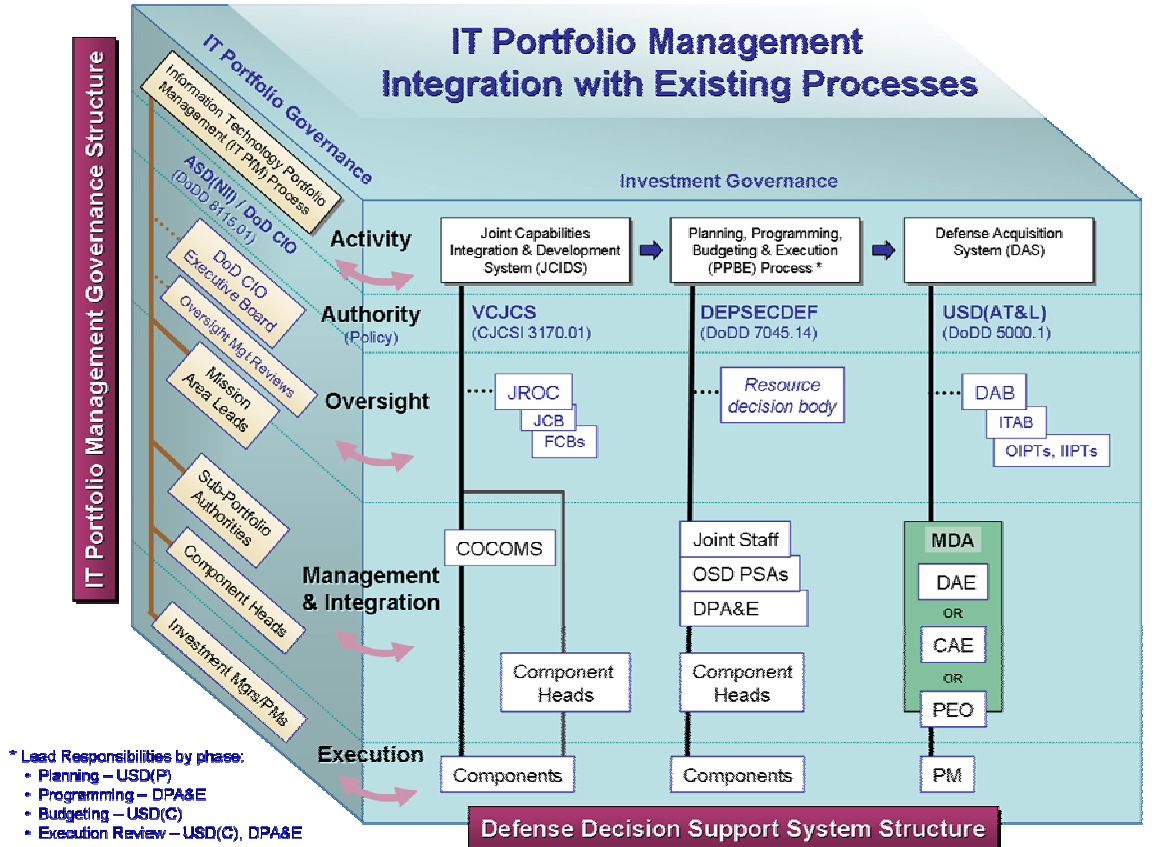 IT Portfolio Management
Integration with Existing Processes
IT Portfolio Management Governance Structure
IT Portfolio Governance
Information Technology Portfolio
Management (IT PfM) Process
ASD(NII) / DoD CIO
(DoDD 8115.01)
DoD CIO
Executive Board
Oversight Mgt Reviews
Mission
Area Leads
Sub-Portfolio
Authorities
Component Heads
Investment Mgrs/PMs
Investment Governance
Activity
Joint Capabilities
Integration & Development
System (JCIDS)
Planning, Programming,
Budgeting & Execution
(PPBE) Process *
Defense Acquisition
System (DAS)
Authority
(Policy)
VCJCS
(CJCSI 3170.01)
DEPSECDEF
(DoDD 7045.14)
USD(AT&L)
(DoDD 5000.1)
Oversight
JROC
JCB
FCBs
Resource
decision body
DAB
ITAB
OIPTs, IIPTs
Management
& Integration
COCOMS
Component
Heads
Joint Staff
OSD PSAs
DPA&E
Component
Heads
MDA
DAE
OR
CAE
OR
PEO
Execution
Components
Components
PM
* Lead Responsibilities by phase:
• Planning – USD(P)
• Programming – DPA&E
• Budgeting – USD(C)
• Execution Review – USD(C), DPA&E
Defense Decision Support System Structure